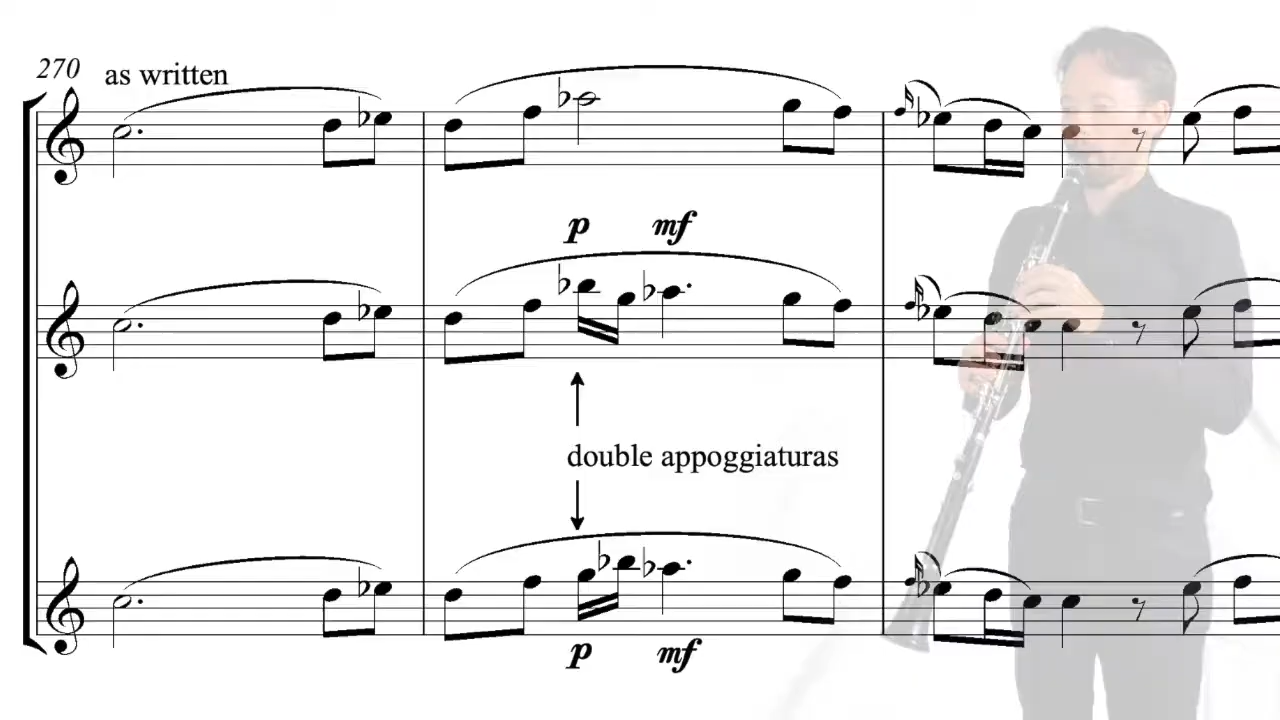 270
as written
p mf
double appoggiaturas
p mf